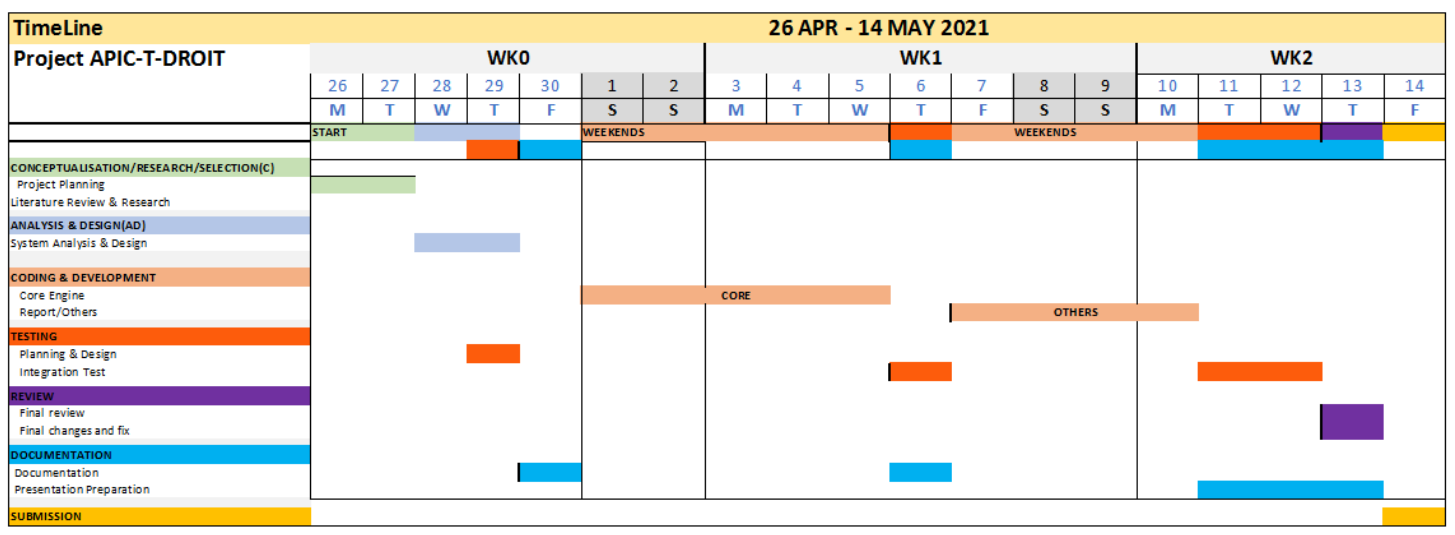 TimeLine 26 APR - 14 MAY 2021
Project APIC-T-DROIT WK0 WK1 WK2
26 27 28 29 30 1 2 3 4 5 6 7 8 9 10 11 12 13 14
M T W T F S S M T W T F S S M T W T F
START WEEKENDS WEEKENDS
CONCEPTUALISATION/RESEARCH/SELECTION(C)
Project Planning
Literature Review & Research
ANALYSIS & DESIGN(AD)
System Analysis & Design
CODING & DEVELOPMENT
Core Engine CORE
Report/Others OTHERS
TESTING
Planning & Design
Integration Test
REVIEW
Final review
Final changes and fix
DOCUMENTATION
Documentation
Presentation Preparation
SUBMISSION